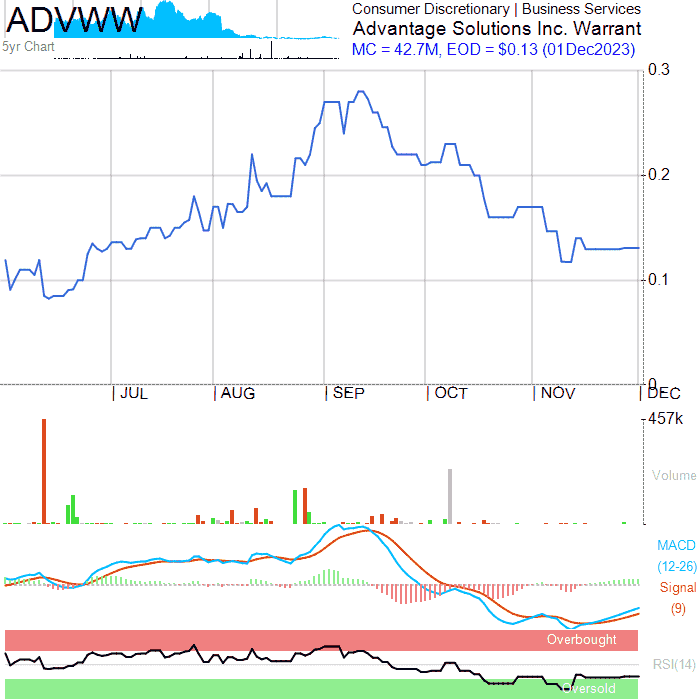 ADVWWW
5yr Chart
Consumer Discretionary | Business Services
Advantage Solutions Inc. Warrant
MC = 42.7M, EOD = $0.13 (01Dec2023)
0.3
0.2
0.1
0
| JUL | AUG | SEP | OCT | NOV | DEC
457k
Volume
MACD
(12-26)
Signal
(9)
Overbought
RSI(14)
Oversold